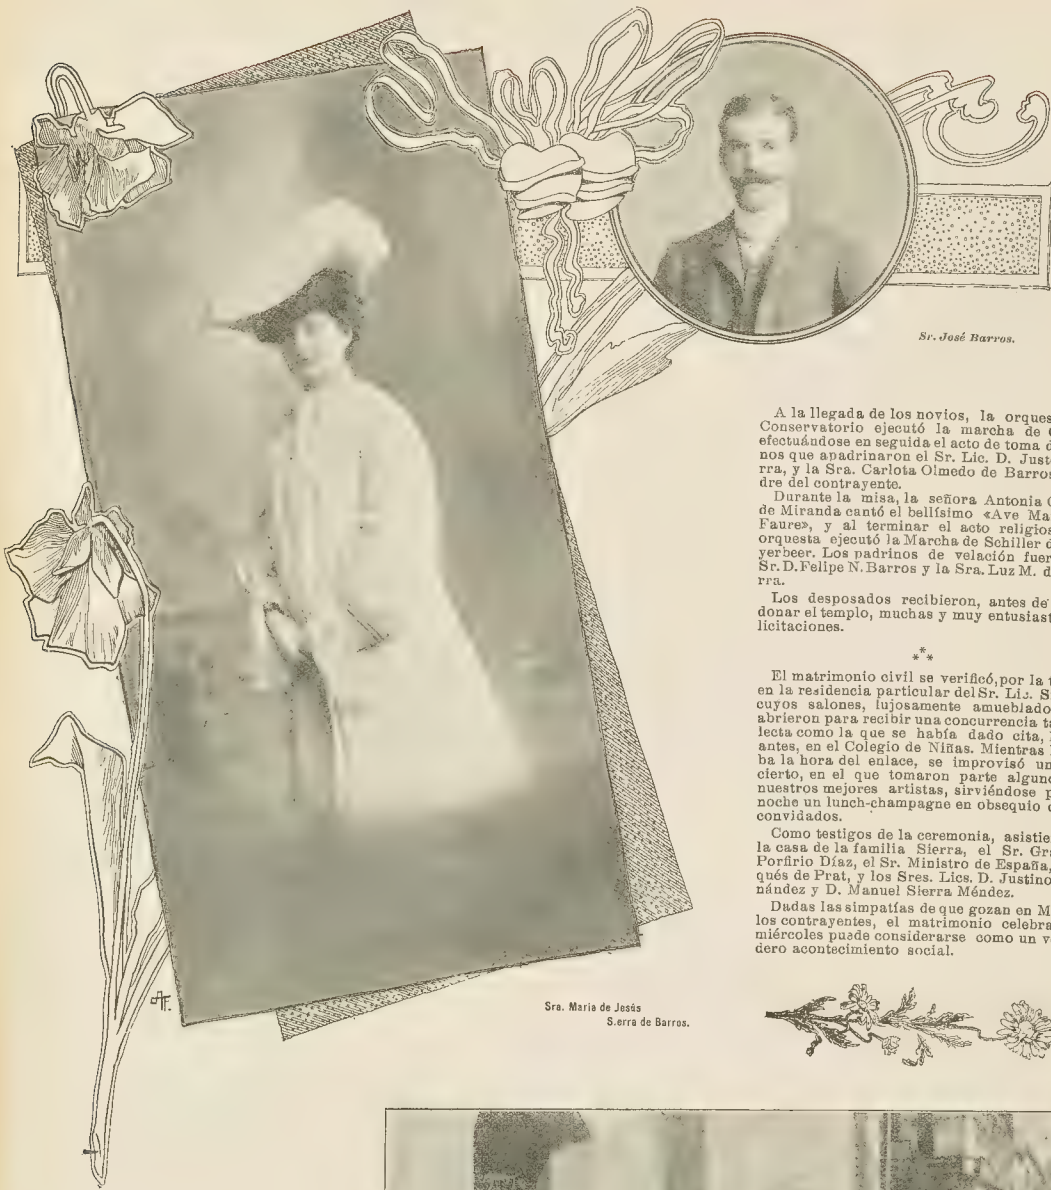 Sr. José Barros.
A la llegada de los novios, la orques
Conservatorio ejecutó la marcha de
efectuándose en seguida el acto de toma d
nos que apadrinaron el Sr. Lic. D. Just
rra, y la Sra. Carlota Olmedo de Barro
dre del contrayente.
Durante la misa, la señora Antonia
de Miranda cantó el bellísimo «Ave Ma
Faure», y al terminar el acto religios
orquesta ejecutó la Marcha de Schiller d
yerbeer. Los padrinos de velación fuer
Sr. D. Felipe N. Barros y la Sra. Luz M. d
rra.
Los desposados recibieron, antes de
donar el templo, muchas y muy entusiast
licitaciones.
***
El matrimonio civil se verificó, por la t
en la residencia particular del Sr. Lic. S
cuyos salones, lujosamente amueblado
abrieron para recibir una concurrencia t
lecta como la que se había dado cita,
antes, en el Colegio de Niñas. Mientras
ba la hora del enlace, se improvisó un
cierto, en el que tomaron parte alguno
nuestros mejores artistas, sirviéndose p
noche un lunch-champagne en obsequio
convidados.
Como testigos de la ceremonia, asistie
la casa de la familia Sierra, el Sr. Gr
Porfirio Díaz, el Sr. Ministro de España,
qués de Prat, y los Sres. Lics. D. Justino
nández y D. Manuel Sierra Méndez.
Dadas las simpatías de que gozan en M
los contrayentes, el matrimonio celebra
miércoles puede considerarse como un v
dero acontecimiento social.
Sra. María de Jesús
S.erra de Barros.